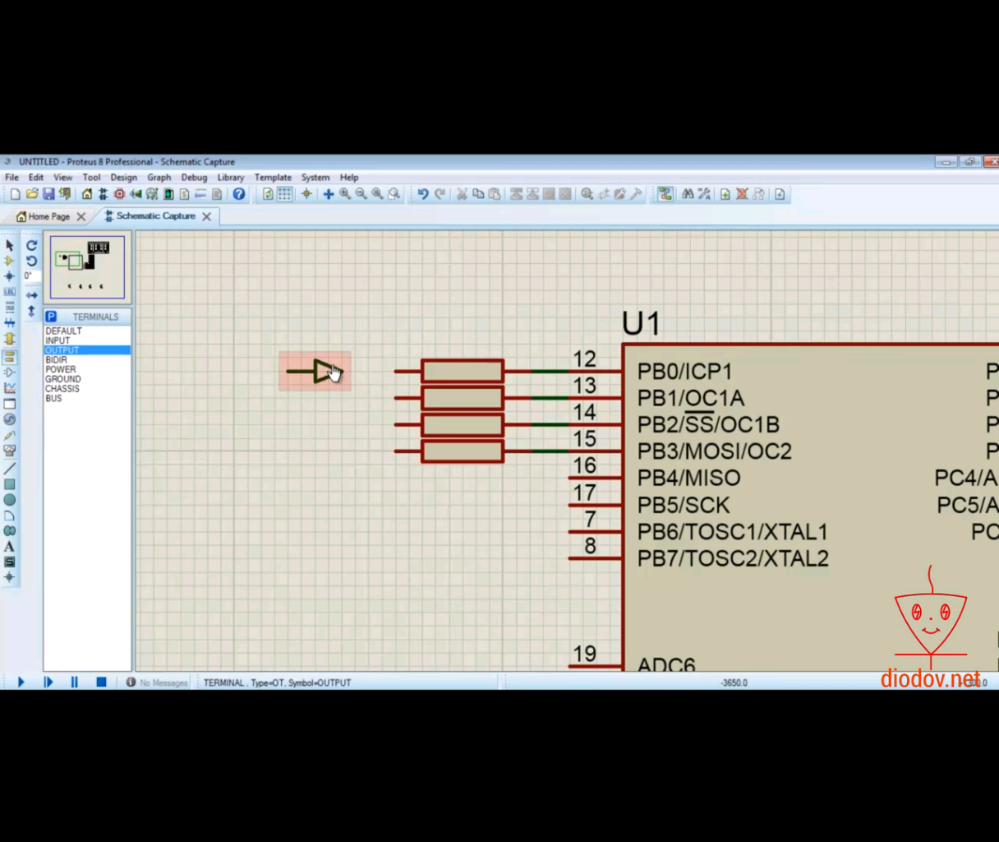 UNTITLED - Proteus 8 Professional - Schematic Capture
File Edit View Tool Design Graph Debug Library Template System Help
Home Page
Schematic Capture
0°
LBL
P TERMINALS
DEFAULT
INPUT
OUTPUT
BIDIR
POWER
GROUND
CHASSIS
BUS
A
S
U1
12 PB0/ICP1 P
13 PB1/OC1A P
14 PB2/SS/OC1B P
15 PB3/MOSI/OC2 P
16 PB4/MISO PC4/A
17 PB5/SCK PC5/A
7 PB6/TOSC1/XTAL1 PC
8 PB7/TOSC2/XTAL2
19 ADC6
diodov.net
No Messages
TERMINAL . Type=OT. Symbol=OUTPUT
-3650.0